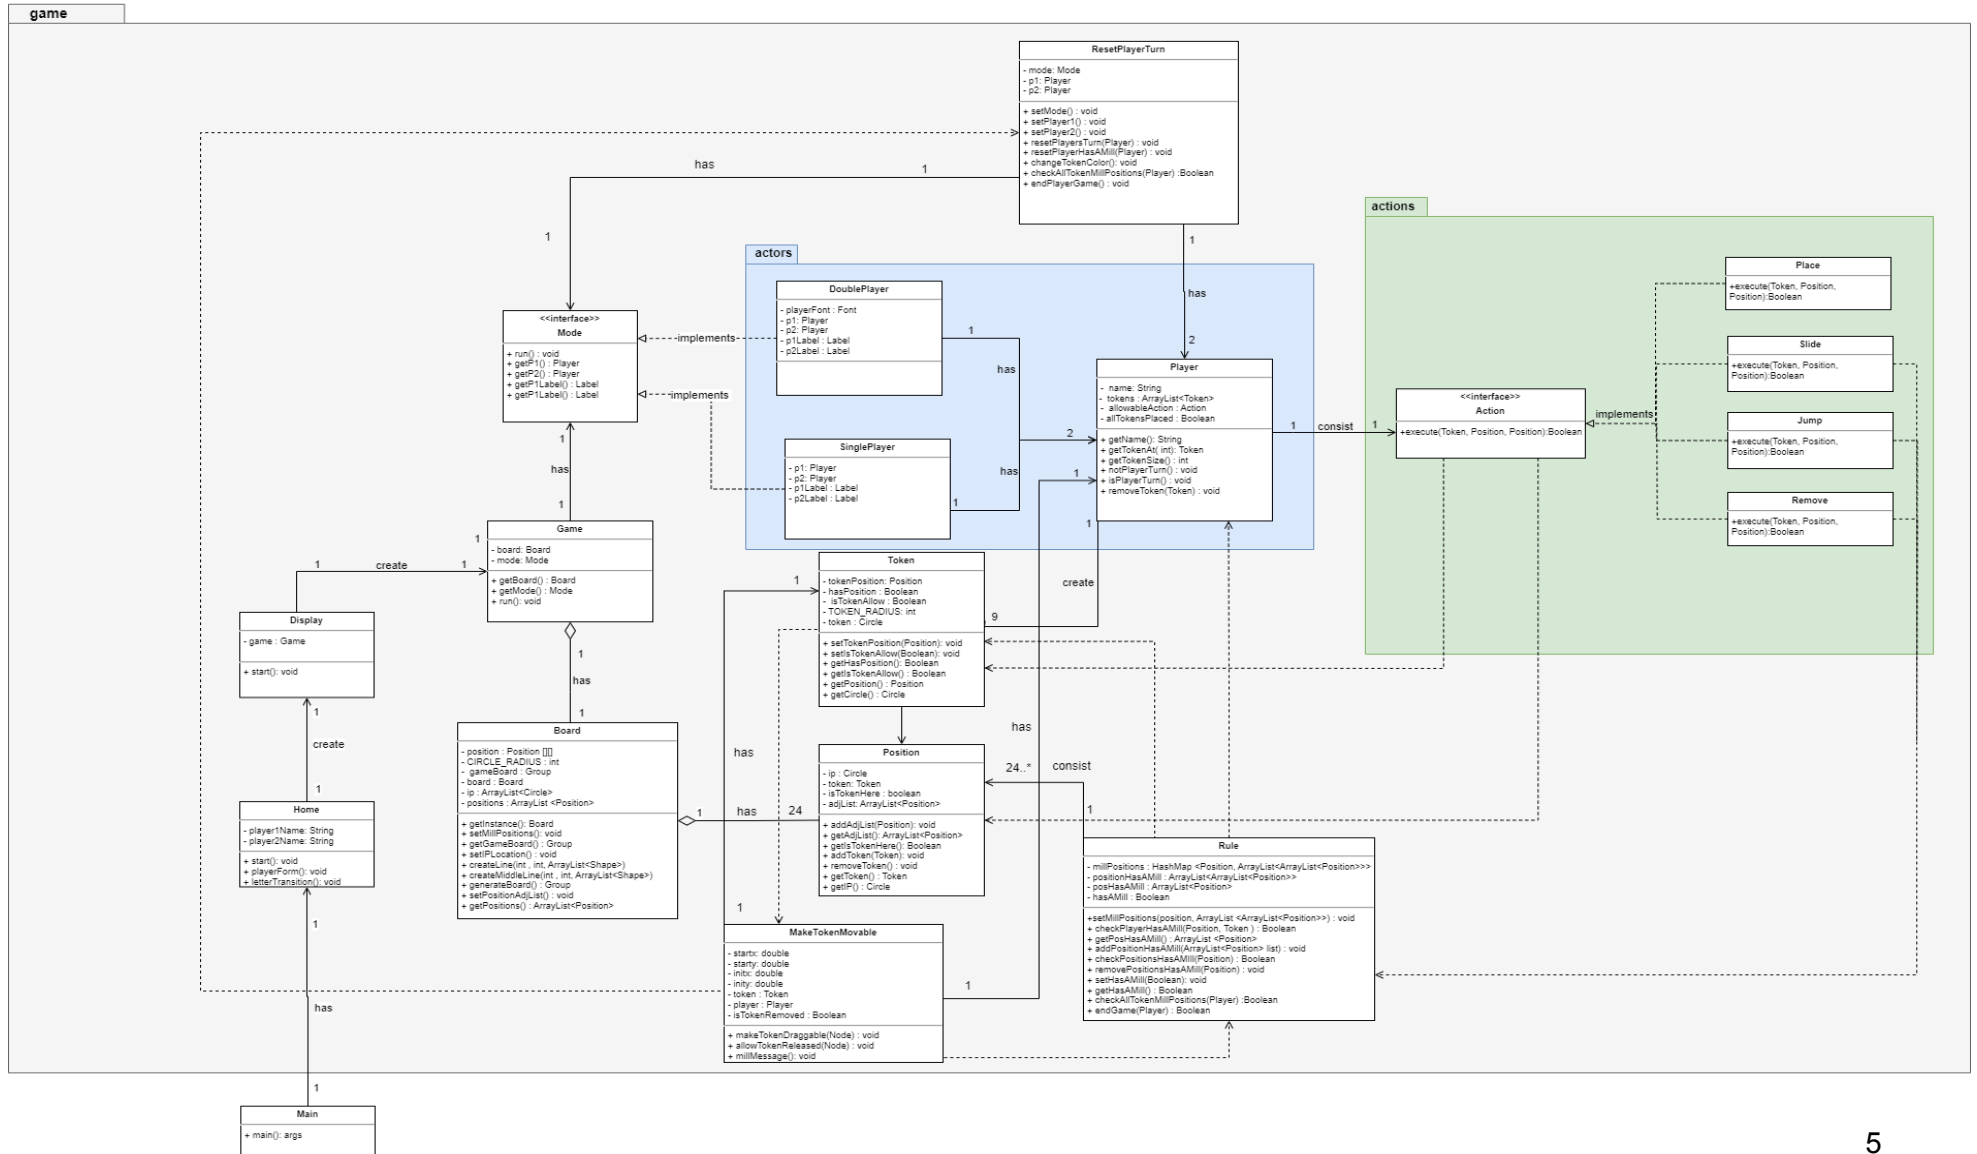 game
ResetPlayerTurn
- mode: Mode
- p1: Player
- p2: Player
+ setMode() : void
+ setPlayer1() : void
+ setPlayer2() : void
+ resetPlayersTurn(Player) : void
+ resetPlayerHasAMill(Player) : void
+ changeTokenColor(): void
+ checkAllTokenMillPositions(Player) :Boolean
+ endPlayerGame() : void
has
1
1
1
has
2
actors
DoublePlayer
- playerFont : Font
- p1: Player
- p2: Player
- p1Label : Label
- p2Label : Label
<<interface>>
Mode
+ run() : void
+ getP1() : Player
+ getP2() : Player
+ getP1Label() : Label
+ getP1Label() : Label
implements
implements
1
has
SinglePlayer
- p1: Player
- p2: Player
- p1Label : Label
- p2Label : Label
1
has
2
1
Player
- name: String
- tokens : ArrayList<Token>
- allowableAction : Action
- allTokensPlaced : Boolean
+ getName(): String
+ getTokenAt( int): Token
+ getTokenSize() : int
+ notPlayerTurn() : void
+ isPlayerTurn() : void
+ removeToken(Token) : void
1
consist
1
actions
<<interface>>
Action
+execute(Token, Position, Position):Boolean
implements
Place
+execute(Token, Position,
Position):Boolean
Slide
+execute(Token, Position,
Position):Boolean
Jump
+execute(Token, Position,
Position):Boolean
Remove
+execute(Token, Position,
Position):Boolean
1
has
1
1
Game
- board: Board
- mode: Mode
+ getBoard() : Board
+ getMode() : Mode
+ run(): void
1
create
1
Display
- game : Game
+ start(): void
1
has
1
1
create
1
Home
- player1Name: String
- player2Name: String
+ start(): void
+ playerForm(): void
+ letterTransition(): void
1
has
1
Main
+ main(): args
Board
- position : Position [][]
- CIRCLE_RADIUS : int
- gameBoard : Group
- board : Board
- ip : ArrayList<Circle>
- positions : ArrayList <Position>
+ getInstance(): Board
+ setMillPositions(): void
+ getGameBoard() : Group
+ setIPLocation() : void
+ createLine(int , int, ArrayList<Shape>)
+ createMiddleLine(int , int, ArrayList<Shape>)
+ generateBoard() : Group
+ setPositionAdjList() : void
+ getPositions() : ArrayList<Position>
1
has
24
Token
- tokenPosition: Position
- hasPosition : Boolean
- isTokenAllow : Boolean
- TOKEN_RADIUS: int
- token : Circle
+ setTokenPosition(Position): void
+ setIsTokenAllow(Boolean): void
+ getHasPosition(): Boolean
+ getIsTokenAllow() : Boolean
+ getPosition() : Position
+ getCircle() : Circle
1
has
1
1
create
9
Position
- ip : Circle
- token: Token
- isTokenHere : boolean
- adjList: ArrayList<Position>
+ addAdjList(Position): void
+ getAdjList(): ArrayList<Position>
+ getIsTokenHere(): Boolean
+ addToken(Token): void
+ removeToken() : void
+ getToken() : Token
+ getIP() : Circle
has
24..*
consist
1
MakeTokenMovable
- startx: double
- starty: double
- initx: double
- inity: double
- token : Token
- player : Player
- isTokenRemoved : Boolean
+ makeTokenDraggable(Node) : void
+ allowTokenReleased(Node) : void
+ millMessage(): void
1
Rule
- millPositions : HashMap <Position, ArrayList<ArrayList<Position>>>
- positionHasAMill : ArrayList<ArrayList<Position>>
- posHasAMill : ArrayList<Position>
- hasAMill : Boolean
+setMillPositions(position, ArrayList <ArrayList<Position>>) : void
+ checkPlayerHasAMill(Position, Token ) : Boolean
+ getPosHasAMill() : ArrayList <Position>
+ addPositionHasAMill(ArrayList<Position> list) : void
+ checkPositionsHasAMill(Position) : Boolean
+ removePositionsHasAMill(Position) : void
+ setHasAMill(Boolean): void
+ getHasAMill() : Boolean
+ checkAllTokenMillPositions(Player) :Boolean
+ endGame(Player) : Boolean
5